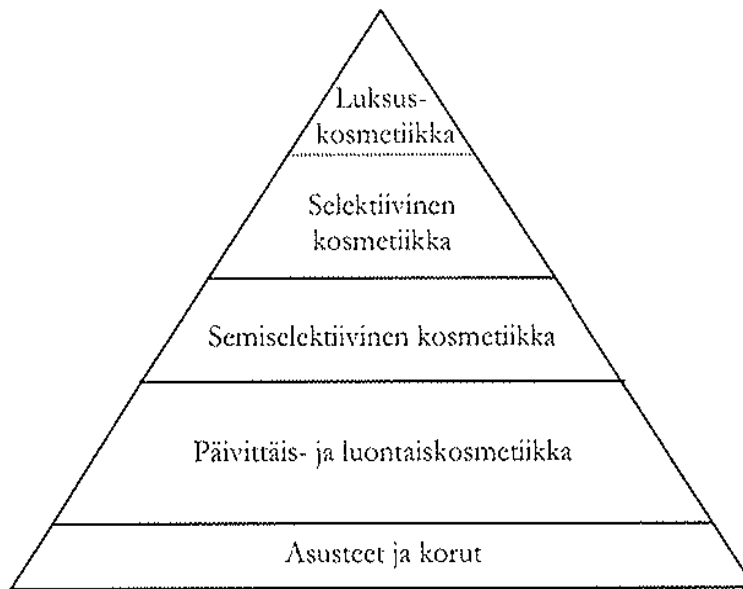 Luksus-
kosmetiikka
Selektiivinen
kosmetiikka
Semiselektiivinen kosmetiikka
Päivittäis- ja luontaiskosmetiikka
Asusteet ja korut